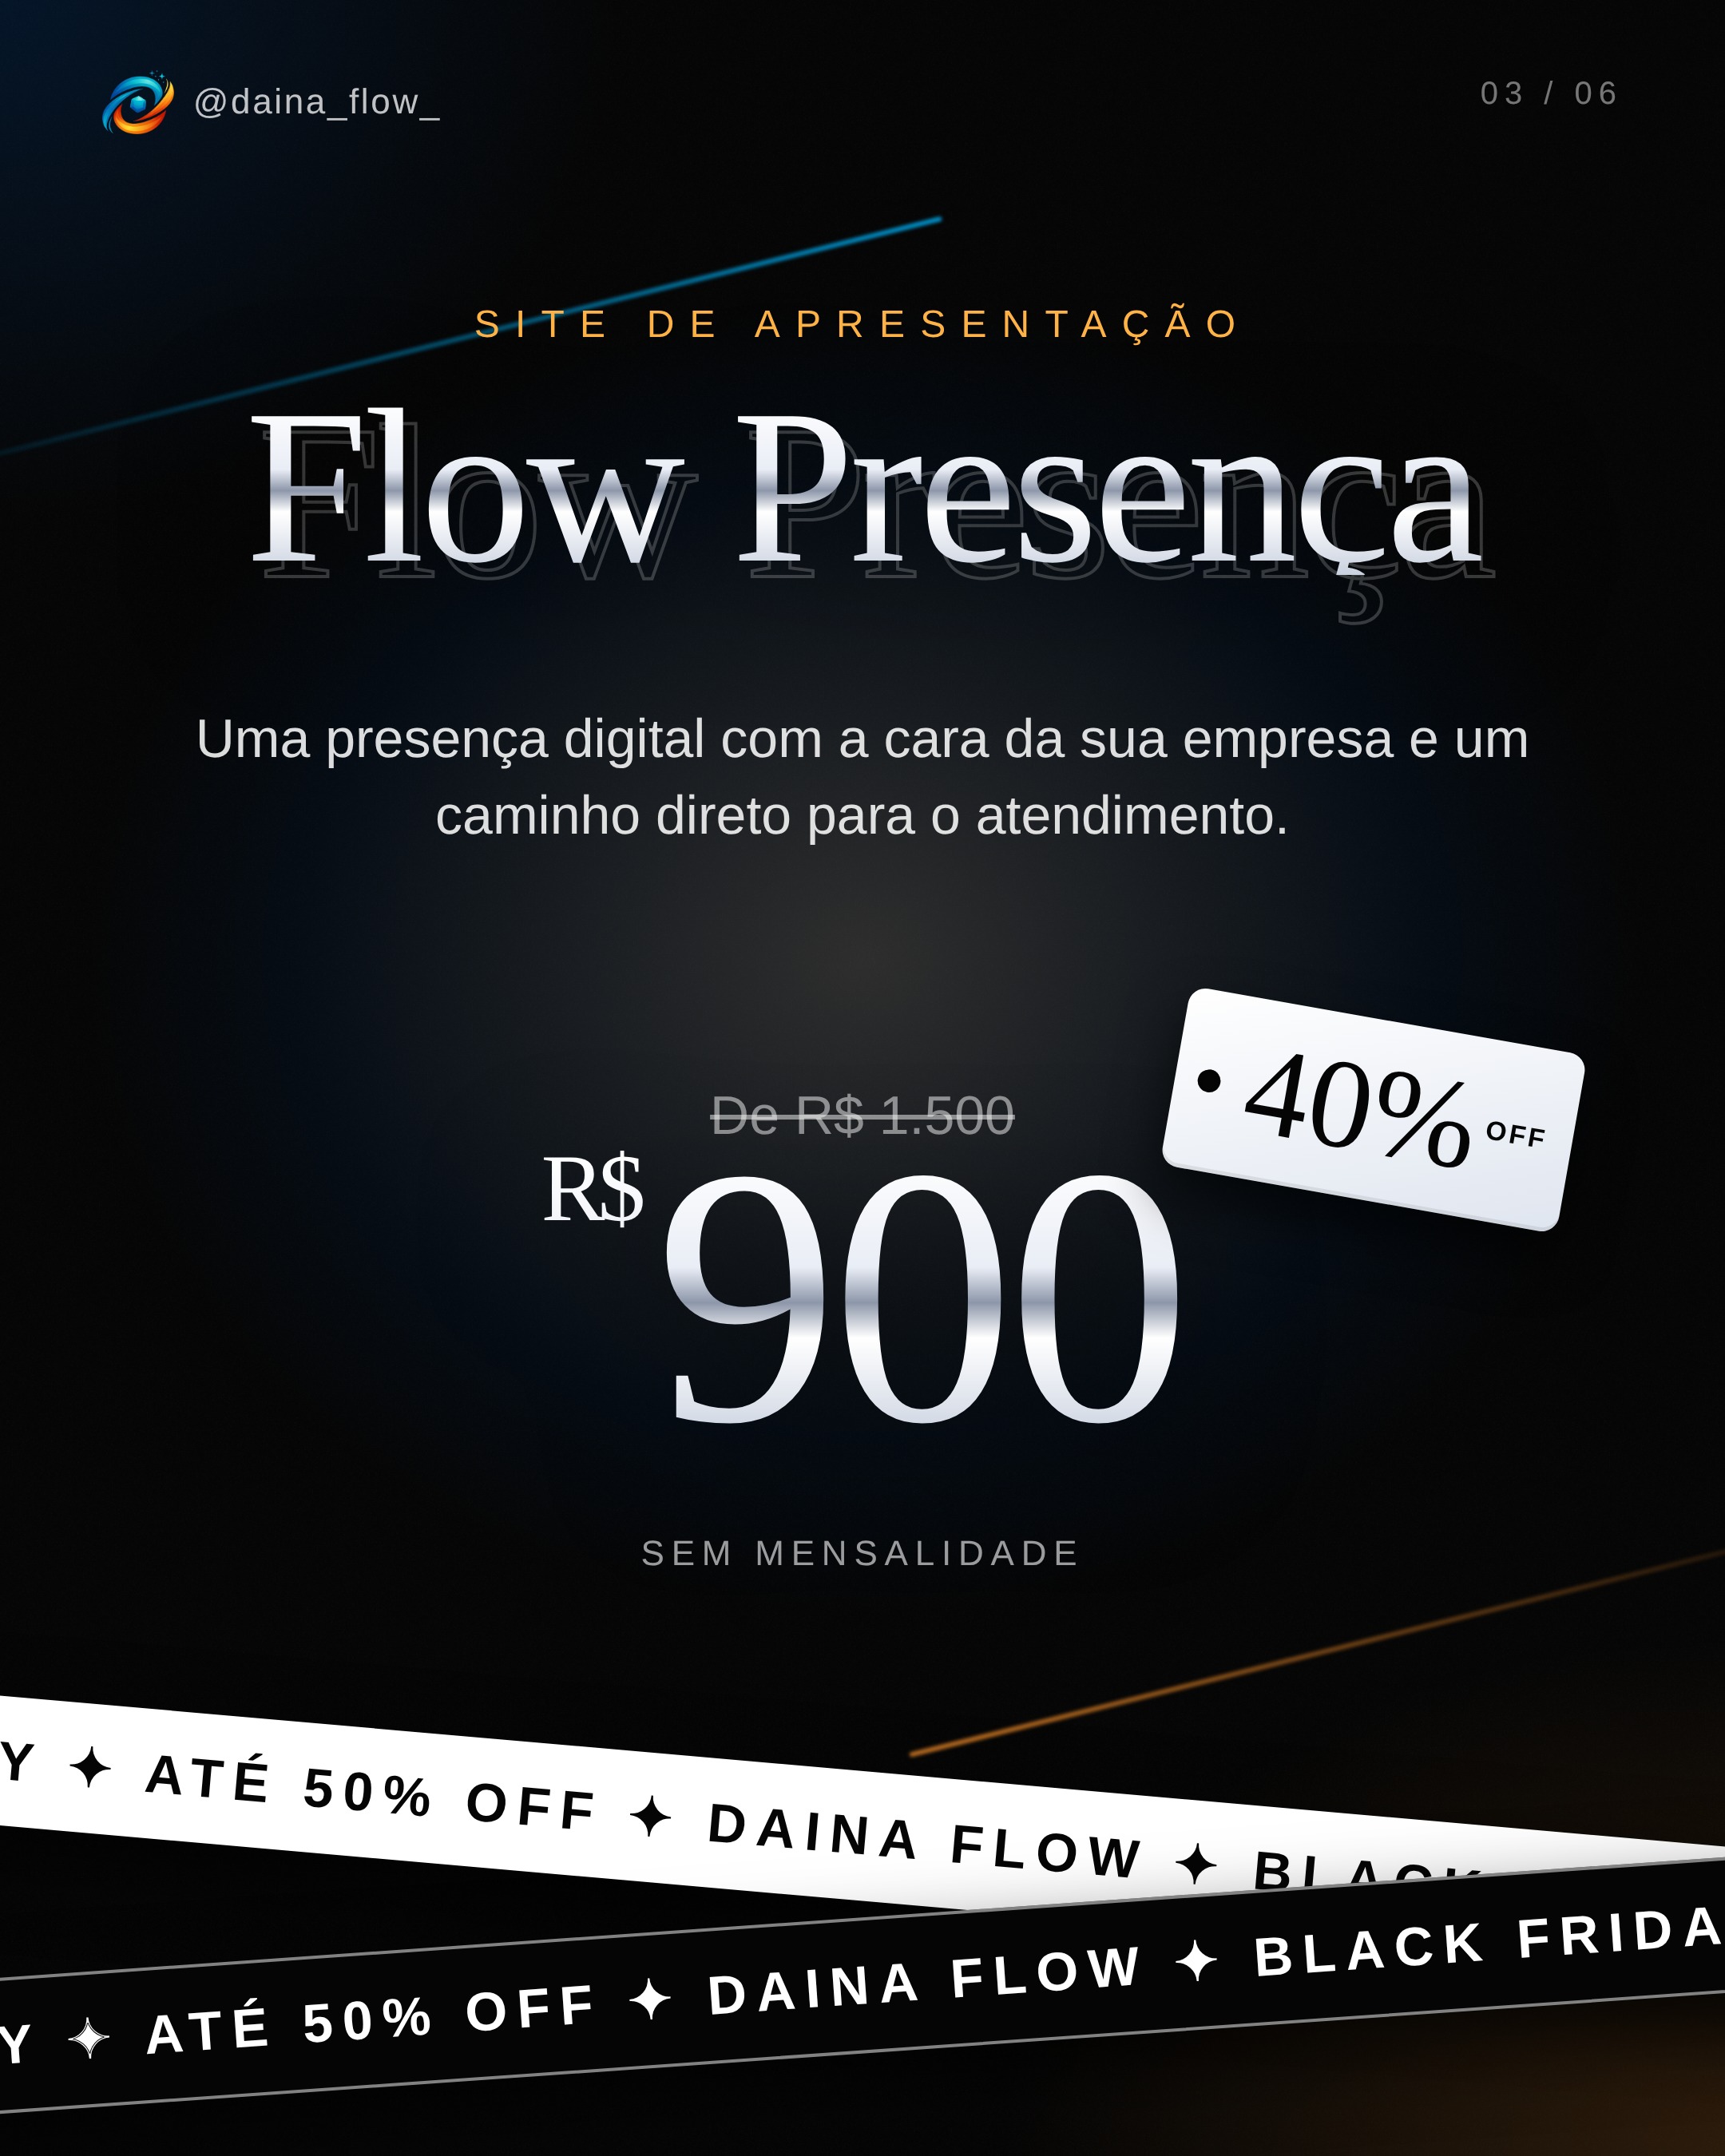 @daina_flow_
03 / 06
SITE DE APRESENTAÇÃO
Flow Presença
Uma presença digital com a cara da sua empresa e um
caminho direto para o atendimento.
De R$ 1.500
• 40% OFF
R$ 900
SEM MENSALIDADE
Y ✦ ATÉ 50% OFF ✦ DAINA FLOW ✦ BLACK
Y ✦ ATÉ 50% OFF ✦ DAINA FLOW ✦ BLACK FRIDA